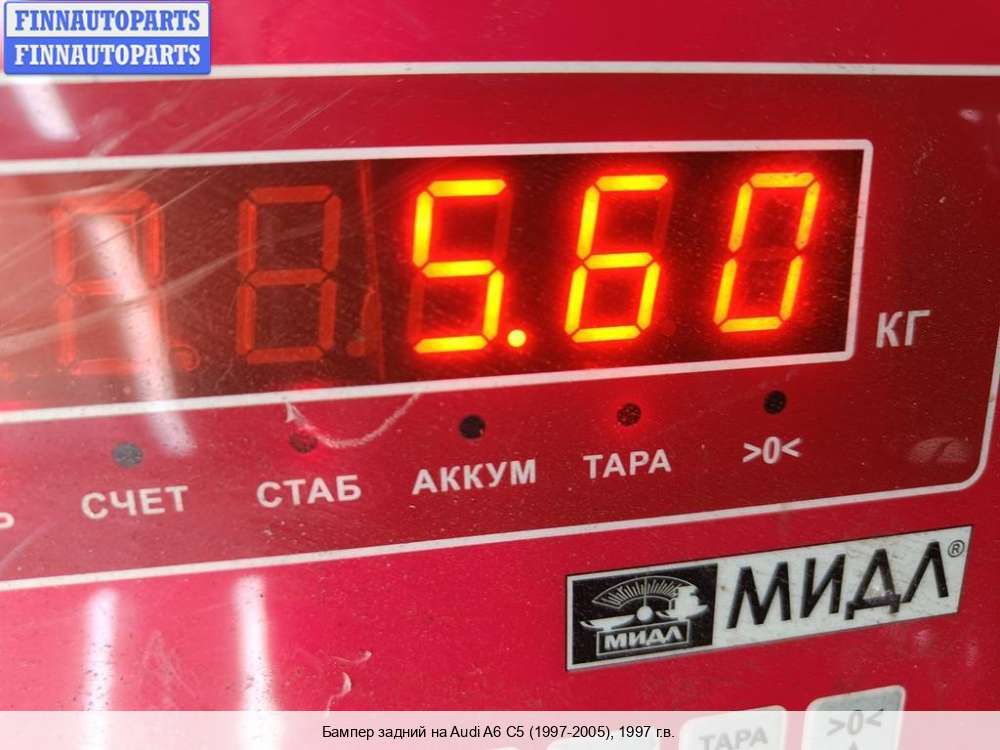 FINNAUTOPARTS
FINNAUTOPARTS
5.60
КГ
СЧЕТ СТАБ АККУМ ТАРА >0<
МИДЛ МИДЛ®
ТАРА >0<
Бампер задний на Audi A6 C5 (1997-2005), 1997 г.в.